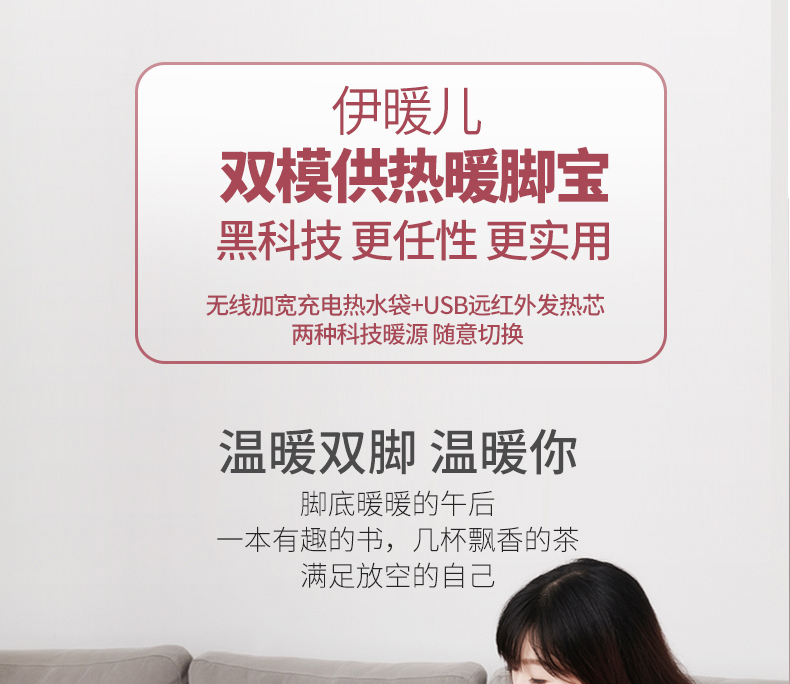 伊暖儿
双模供热暖脚宝
黑科技 更任性 更实用
无线加宽充电热水袋+USB远红外发热芯
两种科技暖源 随意切换
温暖双脚 温暖你
脚底暖暖的午后
一本有趣的书，几杯飘香的茶
满足放空的自己